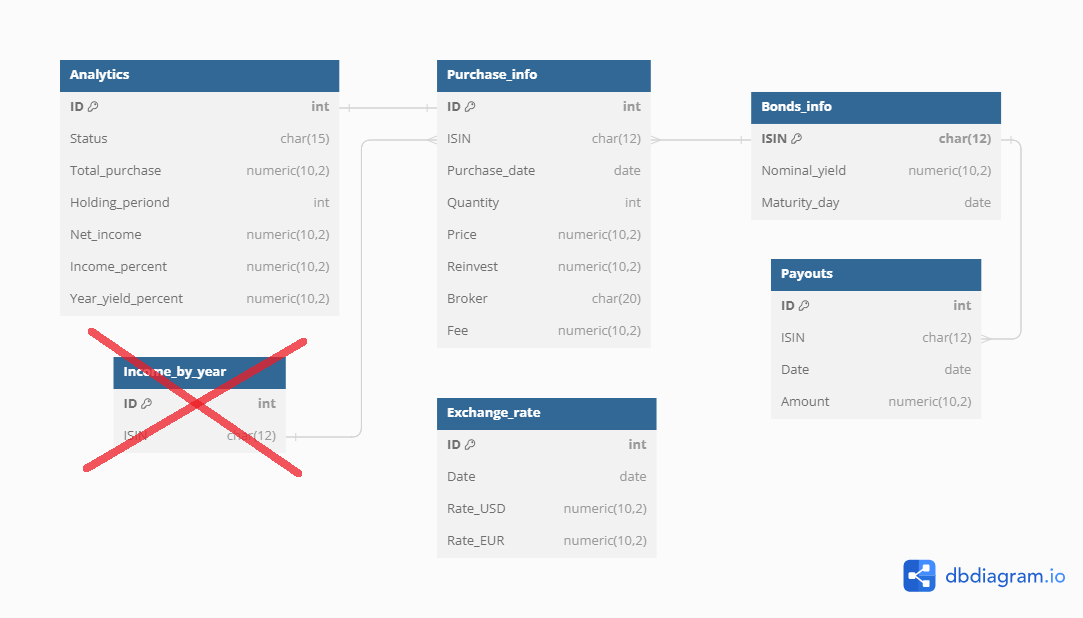 Analytics
ID int
Status char(15)
Total_purchase numeric(10,2)
Holding_periond int
Net_income numeric(10,2)
Income_percent numeric(10,2)
Year_yield_percent numeric(10,2)
Income_by_year
ID int
ISIN char(12)
Purchase_info
ID int
ISIN char(12)
Purchase_date date
Quantity int
Price numeric(10,2)
Reinvest numeric(10,2)
Broker char(20)
Fee numeric(10,2)
Exchange_rate
ID int
Date date
Rate_USD numeric(10,2)
Rate_EUR numeric(10,2)
Bonds_info
ISIN char(12)
Nominal_yield numeric(10,2)
Maturity_day date
Payouts
ID int
ISIN char(12)
Date date
Amount numeric(10,2)
dbdiagram.io